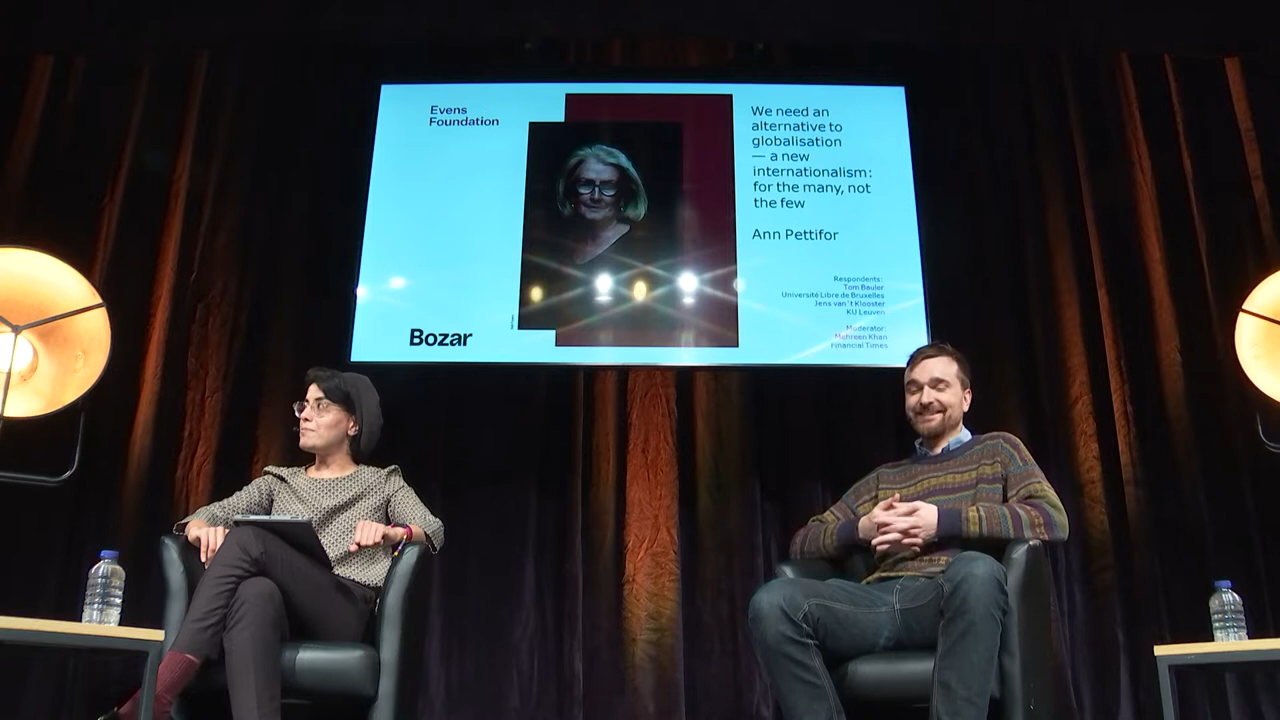 Evens
Foundation
Bozar
We need an
alternative to
globalisation
— a new
internationalism:
for the many, not
the few
Ann Pettifor
Respondents:
Tom Bauler
Université Libre de Bruxelles
Jens van 't Klooster
KU Leuven
Moderator:
Mehreen Khan
Financial Times